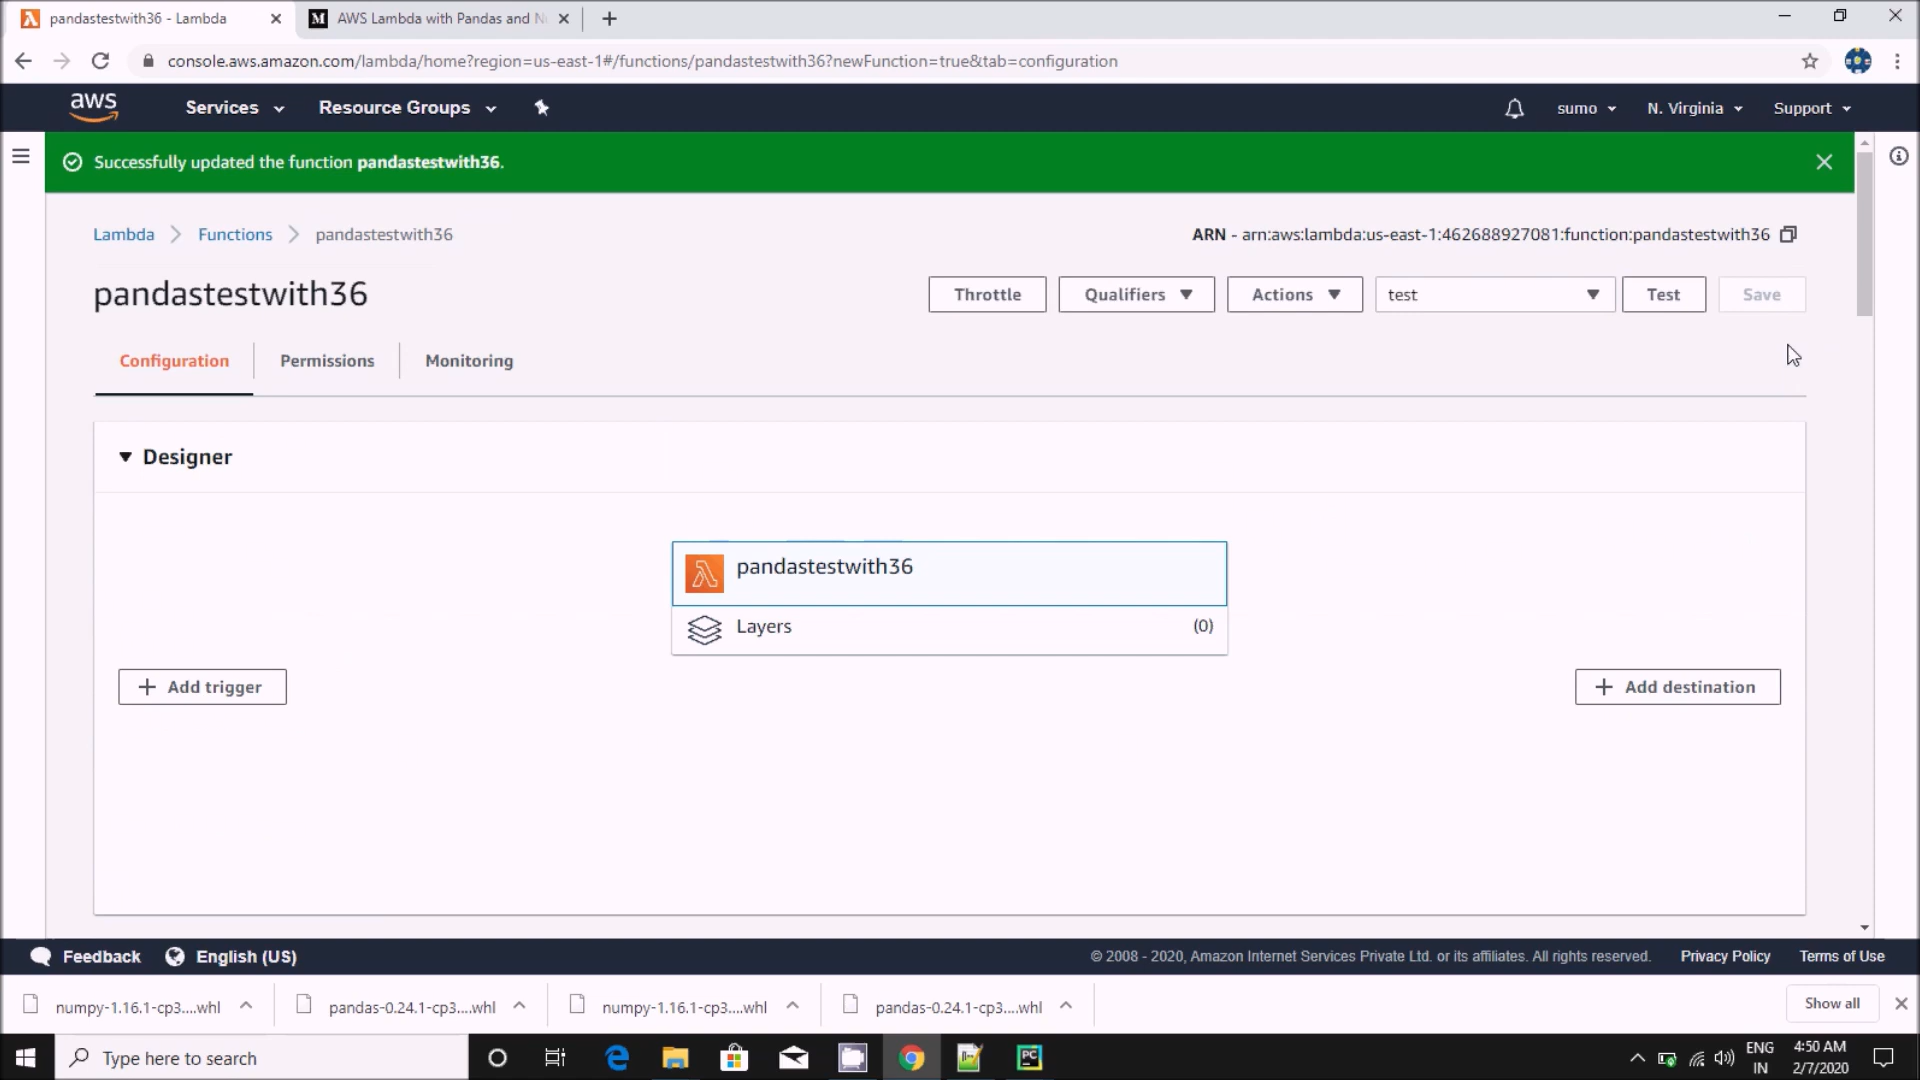 pandastestwith36 - Lambda
AWS Lambda with Pandas and N
console.aws.amazon.com/lambda/home?region=us-east-1#/functions/pandastestwith36?newFunction=true&tab=configuration
aws Services Resource Groups sumo N. Virginia Support
Successfully updated the function pandastestwith36.
Lambda Functions pandastestwith36 ARN - arn:aws:lambda:us-east-1:462688927081:function:pandastestwith36
pandastestwith36 Throttle Qualifiers Actions test Test Save
Configuration Permissions Monitoring
Designer
pandastestwith36
Layers (0)
Add trigger Add destination
Feedback English (US) © 2008 - 2020, Amazon Internet Services Private Ltd. or its affiliates. All rights reserved. Privacy Policy Terms of Use
numpy-1.16.1-cp3....whl pandas-0.24.1-cp3....whl numpy-1.16.1-cp3....whl pandas-0.24.1-cp3....whl Show all
Type here to search
ENG
IN
4:50 AM
2/7/2020